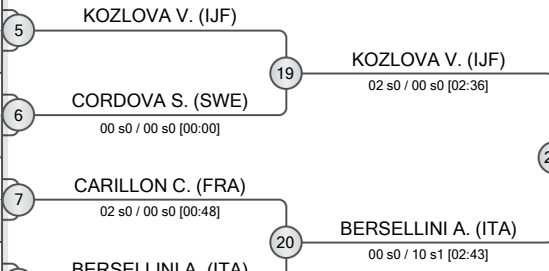 KOZLOVA V. (IJF)
5
19
KOZLOVA V. (IJF)
02 s0 / 00 s0 [02:36]
6
CORDOVA S. (SWE)
00 s0 / 00 s0 [00:00]
7
CARILLON C. (FRA)
02 s0 / 00 s0 [00:48]
20
BERSELLINI A. (ITA)
00 s0 / 10 s1 [02:43]
BERSELLINI A. (ITA)